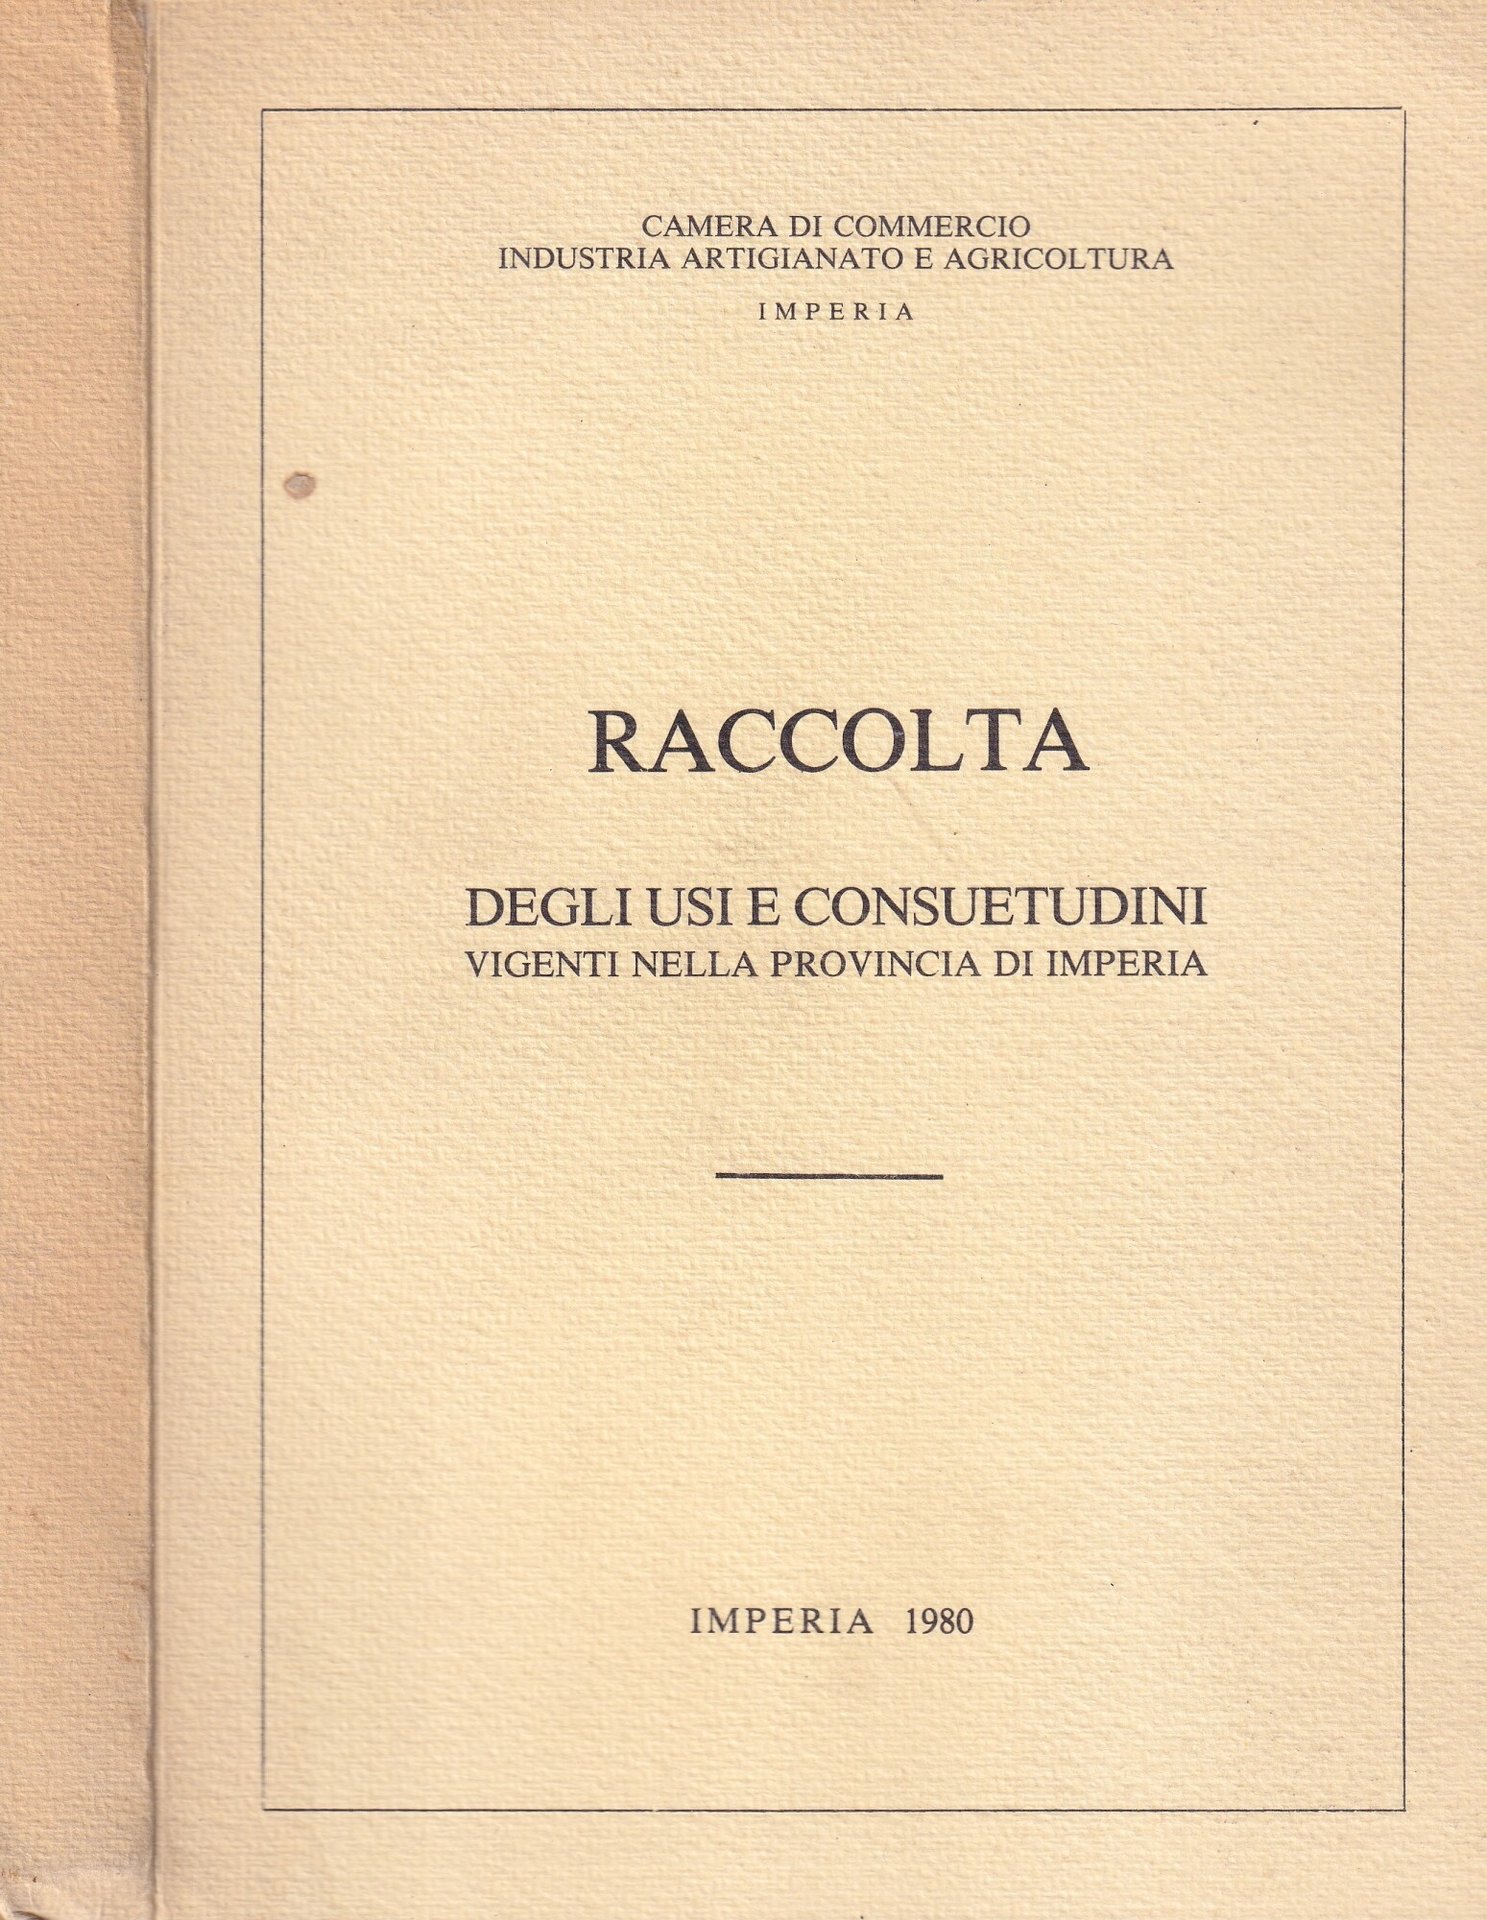 CAMERA DI COMMERCIO
INDUSTRIA ARTIGIANATO E AGRICOLTURA
IMPERIA
RACCOLTA
DEGLI USI E CONSUETUDINI
VIGENTI NELLA PROVINCIA DI IMPERIA
IMPERIA 1980